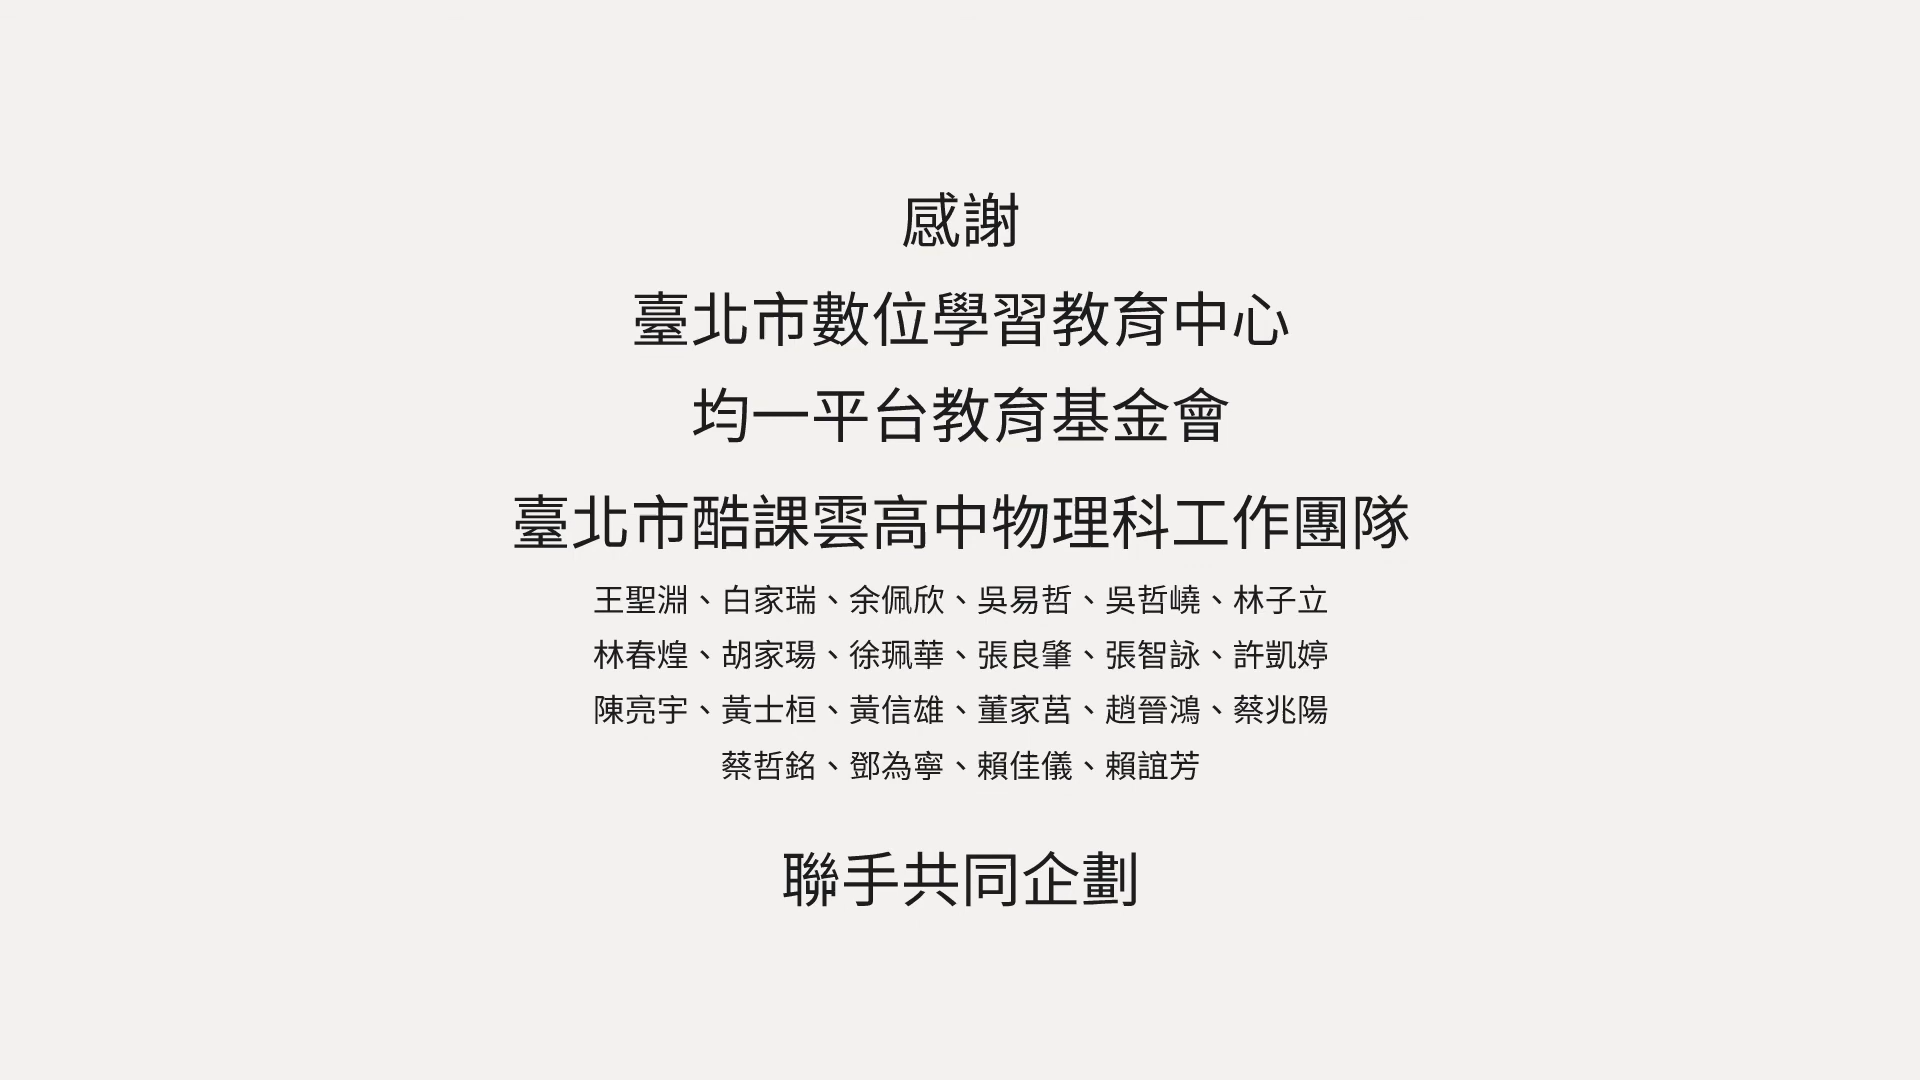 感謝
臺北市數位學習教育中心
均一平台教育基金會
臺北市酷課雲高中物理科工作團隊
王聖淵、白家瑞、余佩欣、吳易哲、吳哲嶢、林子立
林春煌、胡家瑒、徐珮華、張良肇、張智詠、許凱婷
陳亮宇、黃士桓、黃信雄、董家莒、趙晉鴻、蔡兆陽
蔡哲銘、鄧為寧、賴佳儀、賴誼芳
聯手共同企劃